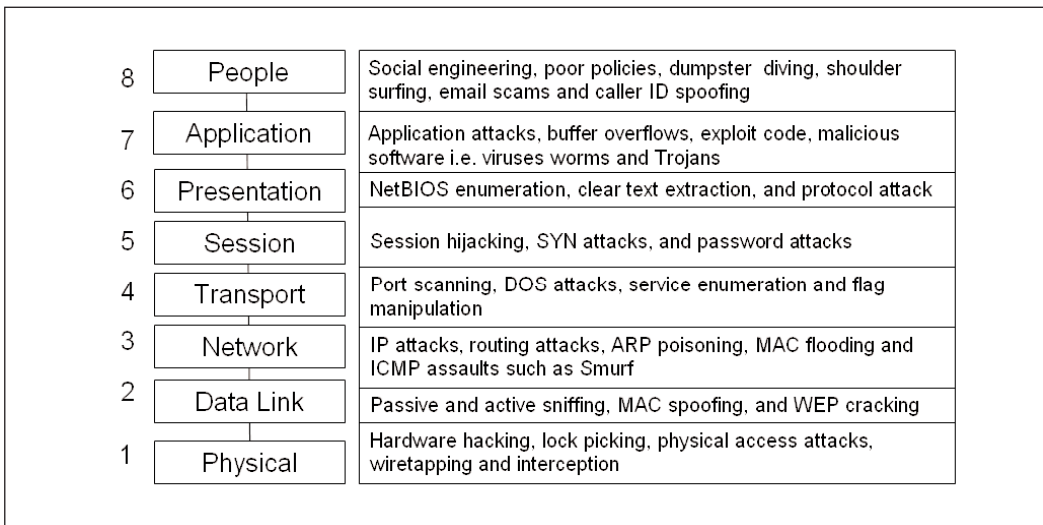 8
People
Social engineering, poor policies, dumpster diving, shoulder
surfing, email scams and caller ID spoofing
7
Application
Application attacks, buffer overflows, exploit code, malicious
software i.e. viruses worms and Trojans
6
Presentation
NetBIOS enumeration, clear text extraction, and protocol attack
5
Session
Session hijacking, SYN attacks, and password attacks
4
Transport
Port scanning, DOS attacks, service enumeration and flag
manipulation
3
Network
IP attacks, routing attacks, ARP poisoning, MAC flooding and
ICMP assaults such as Smurf
2
Data Link
Passive and active sniffing, MAC spoofing, and WEP cracking
1
Physical
Hardware hacking, lock picking, physical access attacks,
wiretapping and interception